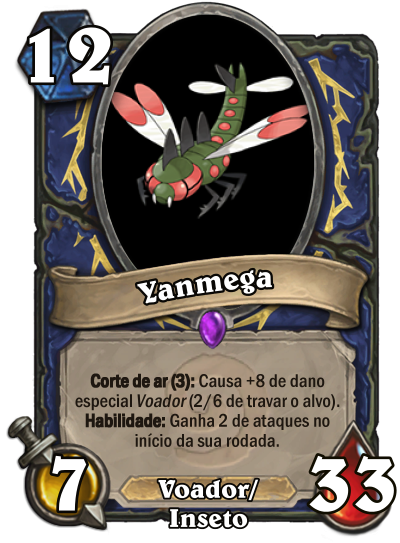 12
Yanmega
Corte de ar (3): Causa +8 de dano
especial Voador (2/6 de travar o alvo).
Habilidade: Ganha 2 de ataques no
início da sua rodada.
7
Voador/
Inseto
33